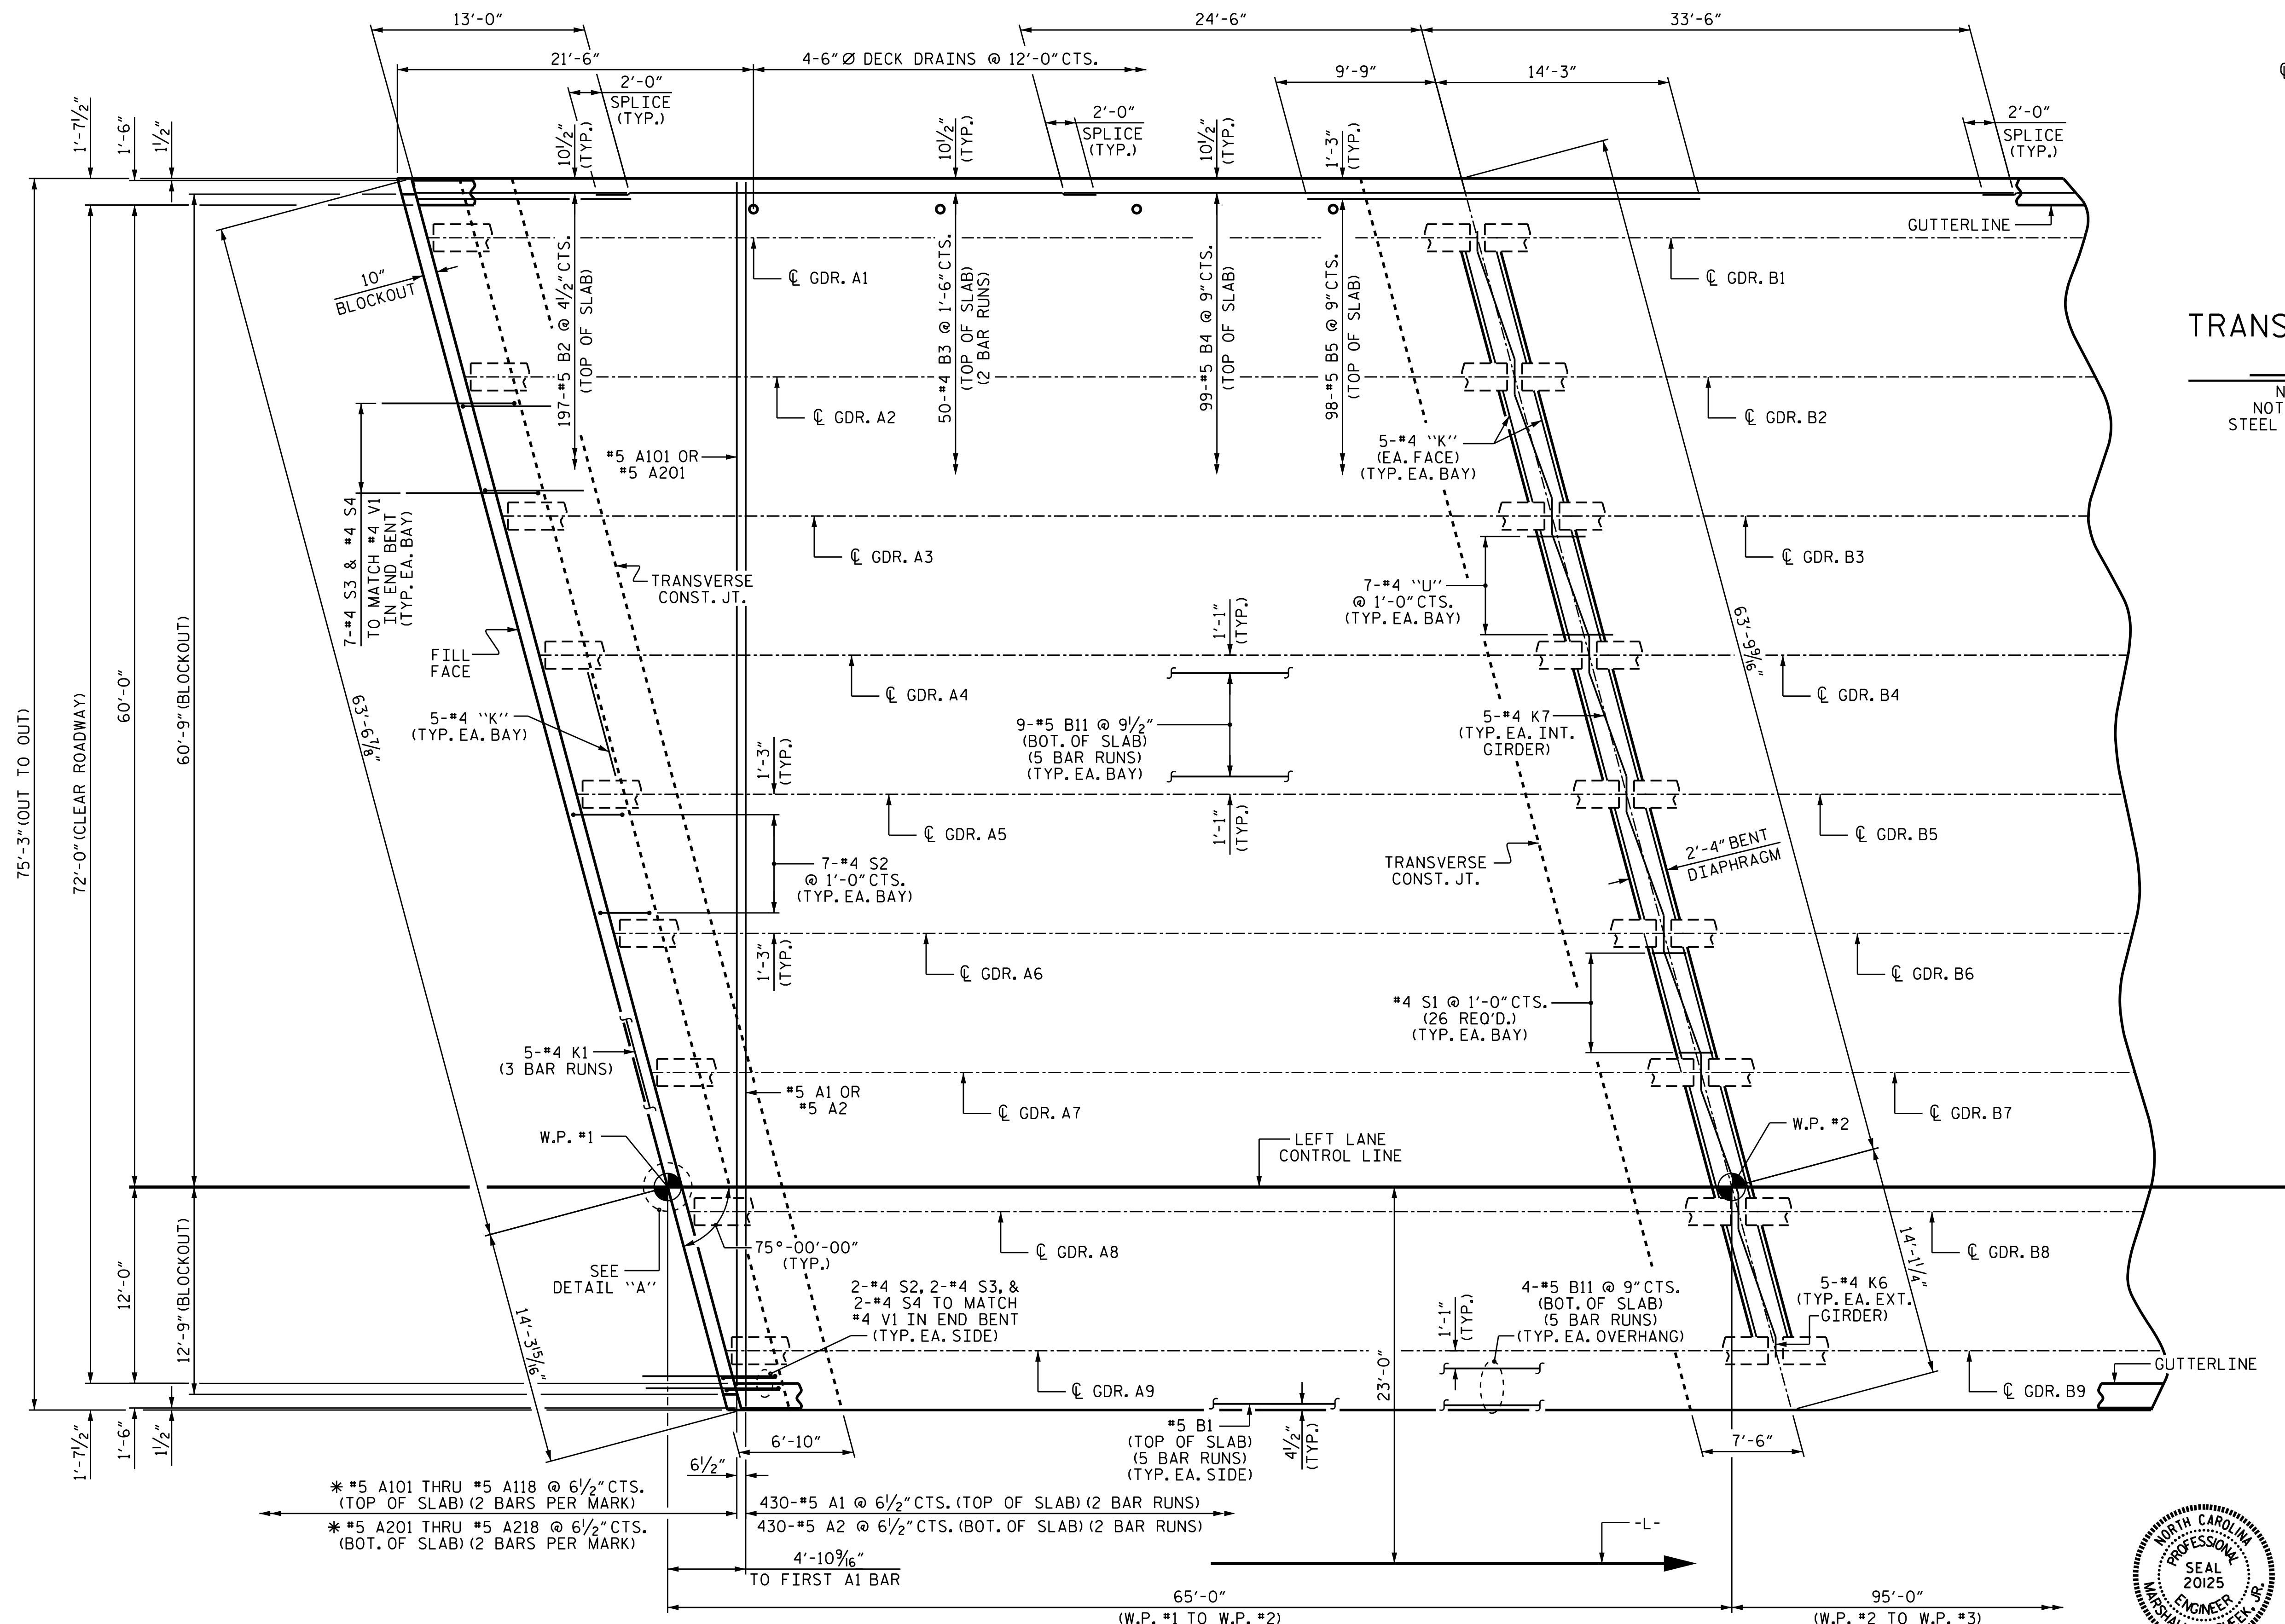 13'-0"
24'-6"
33'-6"
21'-6"
4-6" Ø DECK DRAINS @ 12'-0" CTS.
9'-9"
14'-3"
2'-0"
SPLICE
(TYP.)
2'-0"
SPLICE
(TYP.)
2'-0"
SPLICE
(TYP.)
1'-7½"
1'-6"
1½"
10½"
(TYP.)
10½"
(TYP.)
10½"
(TYP.)
1'-3"
(TYP.)
GUTTERLINE
10"
BLOCKOUT
197-#5 B2 @ 4½" CTS.
(TOP OF SLAB)
50-#4 B3 @ 1'-6" CTS.
(TOP OF SLAB)
(2 BAR RUNS)
99-#5 B4 @ 9" CTS.
(TOP OF SLAB)
98-#5 B5 @ 9" CTS.
(TOP OF SLAB)
℄ GDR. A1
℄ GDR. B1
TRANS
N
NOT
STEEL
℄ GDR. A2
℄ GDR. B2
#5 A101 OR
#5 A201
5-#4 "K"
(EA. FACE)
(TYP. EA. BAY)
7-#4 S3 & #4 S4
TO MATCH #4 V1
IN END BENT
(TYP. EA. BAY)
℄ GDR. A3
℄ GDR. B3
TRANSVERSE
CONST. JT.
7-#4 "U"
@ 1'-0" CTS.
(TYP. EA. BAY)
FILL
FACE
1'-1"
(TYP.)
63'-9⁹⁄₁₆"
℄ GDR. A4
℄ GDR. B4
75'-3" (OUT TO OUT)
72'-0" (CLEAR ROADWAY)
60'-0"
60'-9" (BLOCKOUT)
63'-6⅞"
5-#4 "K"
(TYP. EA. BAY)
9-#5 B11 @ 9½"
(BOT. OF SLAB)
(5 BAR RUNS)
(TYP. EA. BAY)
5-#4 K7
(TYP. EA. INT.
GIRDER)
1'-3"
(TYP.)
1'-1"
(TYP.)
℄ GDR. A5
℄ GDR. B5
7-#4 S2
@ 1'-0" CTS.
(TYP. EA. BAY)
TRANSVERSE
CONST. JT.
2'-4" BENT
DIAPHRAGM
1'-3"
(TYP.)
℄ GDR. A6
℄ GDR. B6
#4 S1 @ 1'-0" CTS.
(26 REQ'D.)
(TYP. EA. BAY)
5-#4 K1
(3 BAR RUNS)
#5 A1 OR
#5 A2
℄ GDR. A7
℄ GDR. B7
W.P. #1
LEFT LANE
CONTROL LINE
W.P. #2
12'-0"
12'-9" (BLOCKOUT)
75°-00'-00"
(TYP.)
℄ GDR. A8
℄ GDR. B8
SEE
DETAIL "A"
14'-3¹⁵⁄₁₆"
2-#4 S2, 2-#4 S3, &
2-#4 S4 TO MATCH
#4 V1 IN END BENT
(TYP. EA. SIDE)
1'-1"
(TYP.)
4-#5 B11 @ 9" CTS.
(BOT. OF SLAB)
(5 BAR RUNS)
(TYP. EA. OVERHANG)
5-#4 K6
(TYP. EA. EXT.
GIRDER)
14'-1¼"
23'-0"
GUTTERLINE
℄ GDR. A9
℄ GDR. B9
1'-7½"
1'-6"
1½"
6'-10"
6½"
#5 B1
(TOP OF SLAB)
(5 BAR RUNS)
(TYP. EA. SIDE)
4½"
(TYP.)
7'-6"
* #5 A101 THRU #5 A118 @ 6½" CTS.
(TOP OF SLAB) (2 BARS PER MARK)
* #5 A201 THRU #5 A218 @ 6½" CTS.
(BOT. OF SLAB) (2 BARS PER MARK)
430-#5 A1 @ 6½" CTS. (TOP OF SLAB) (2 BAR RUNS)
430-#5 A2 @ 6½" CTS. (BOT. OF SLAB) (2 BAR RUNS)
-L-
4'-10⁹⁄₁₆"
TO FIRST A1 BAR
65'-0"
(W.P. #1 TO W.P. #2)
95'-0"
(W.P. #2 TO W.P. #3)
NORTH CAROLINA
PROFESSIONAL
SEAL
20125
ENGINEER